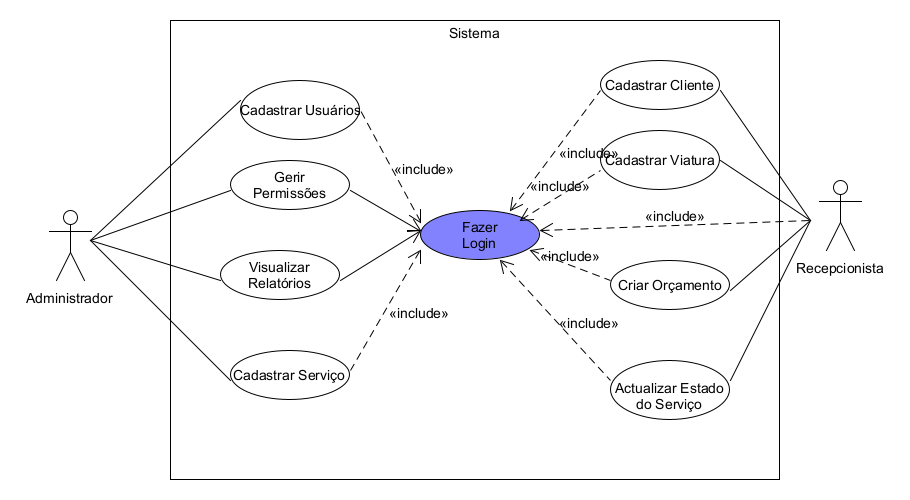 Sistema
Cadastrar Usuários
Cadastrar Cliente
«include»
«include»
Cadastrar Viatura
Gerir
Permissões
«include»
«include»
Fazer
Login
Administrador
Recepcionista
«include»
Visualizar
Relatórios
Criar Orçamento
«include»
«include»
Cadastrar Serviço
Actualizar Estado
do Serviço